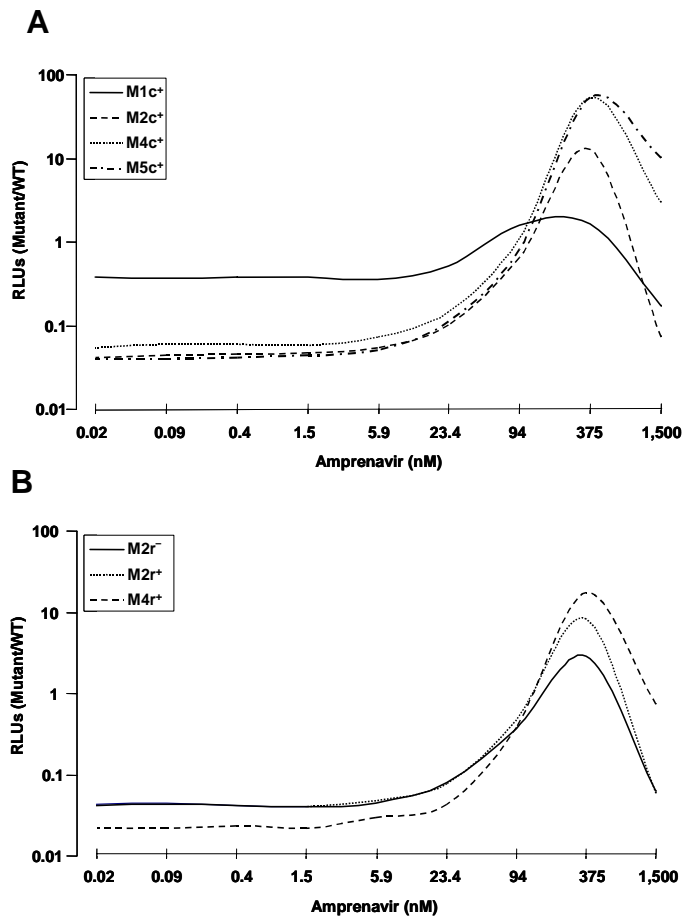 A
RLUs (Mutant/WT)
100
10
1
0.1
0.01
M1c⁺
M2c⁺
M4c⁺
M5c⁺
0.02 0.09 0.4 1.5 5.9 23.4 94 375 1,500
Amprenavir (nM)
B
RLUs (Mutant/WT)
100
10
1
0.1
0.01
M2r⁻
M2r⁺
M4r⁺
0.02 0.09 0.4 1.5 5.9 23.4 94 375 1,500
Amprenavir (nM)